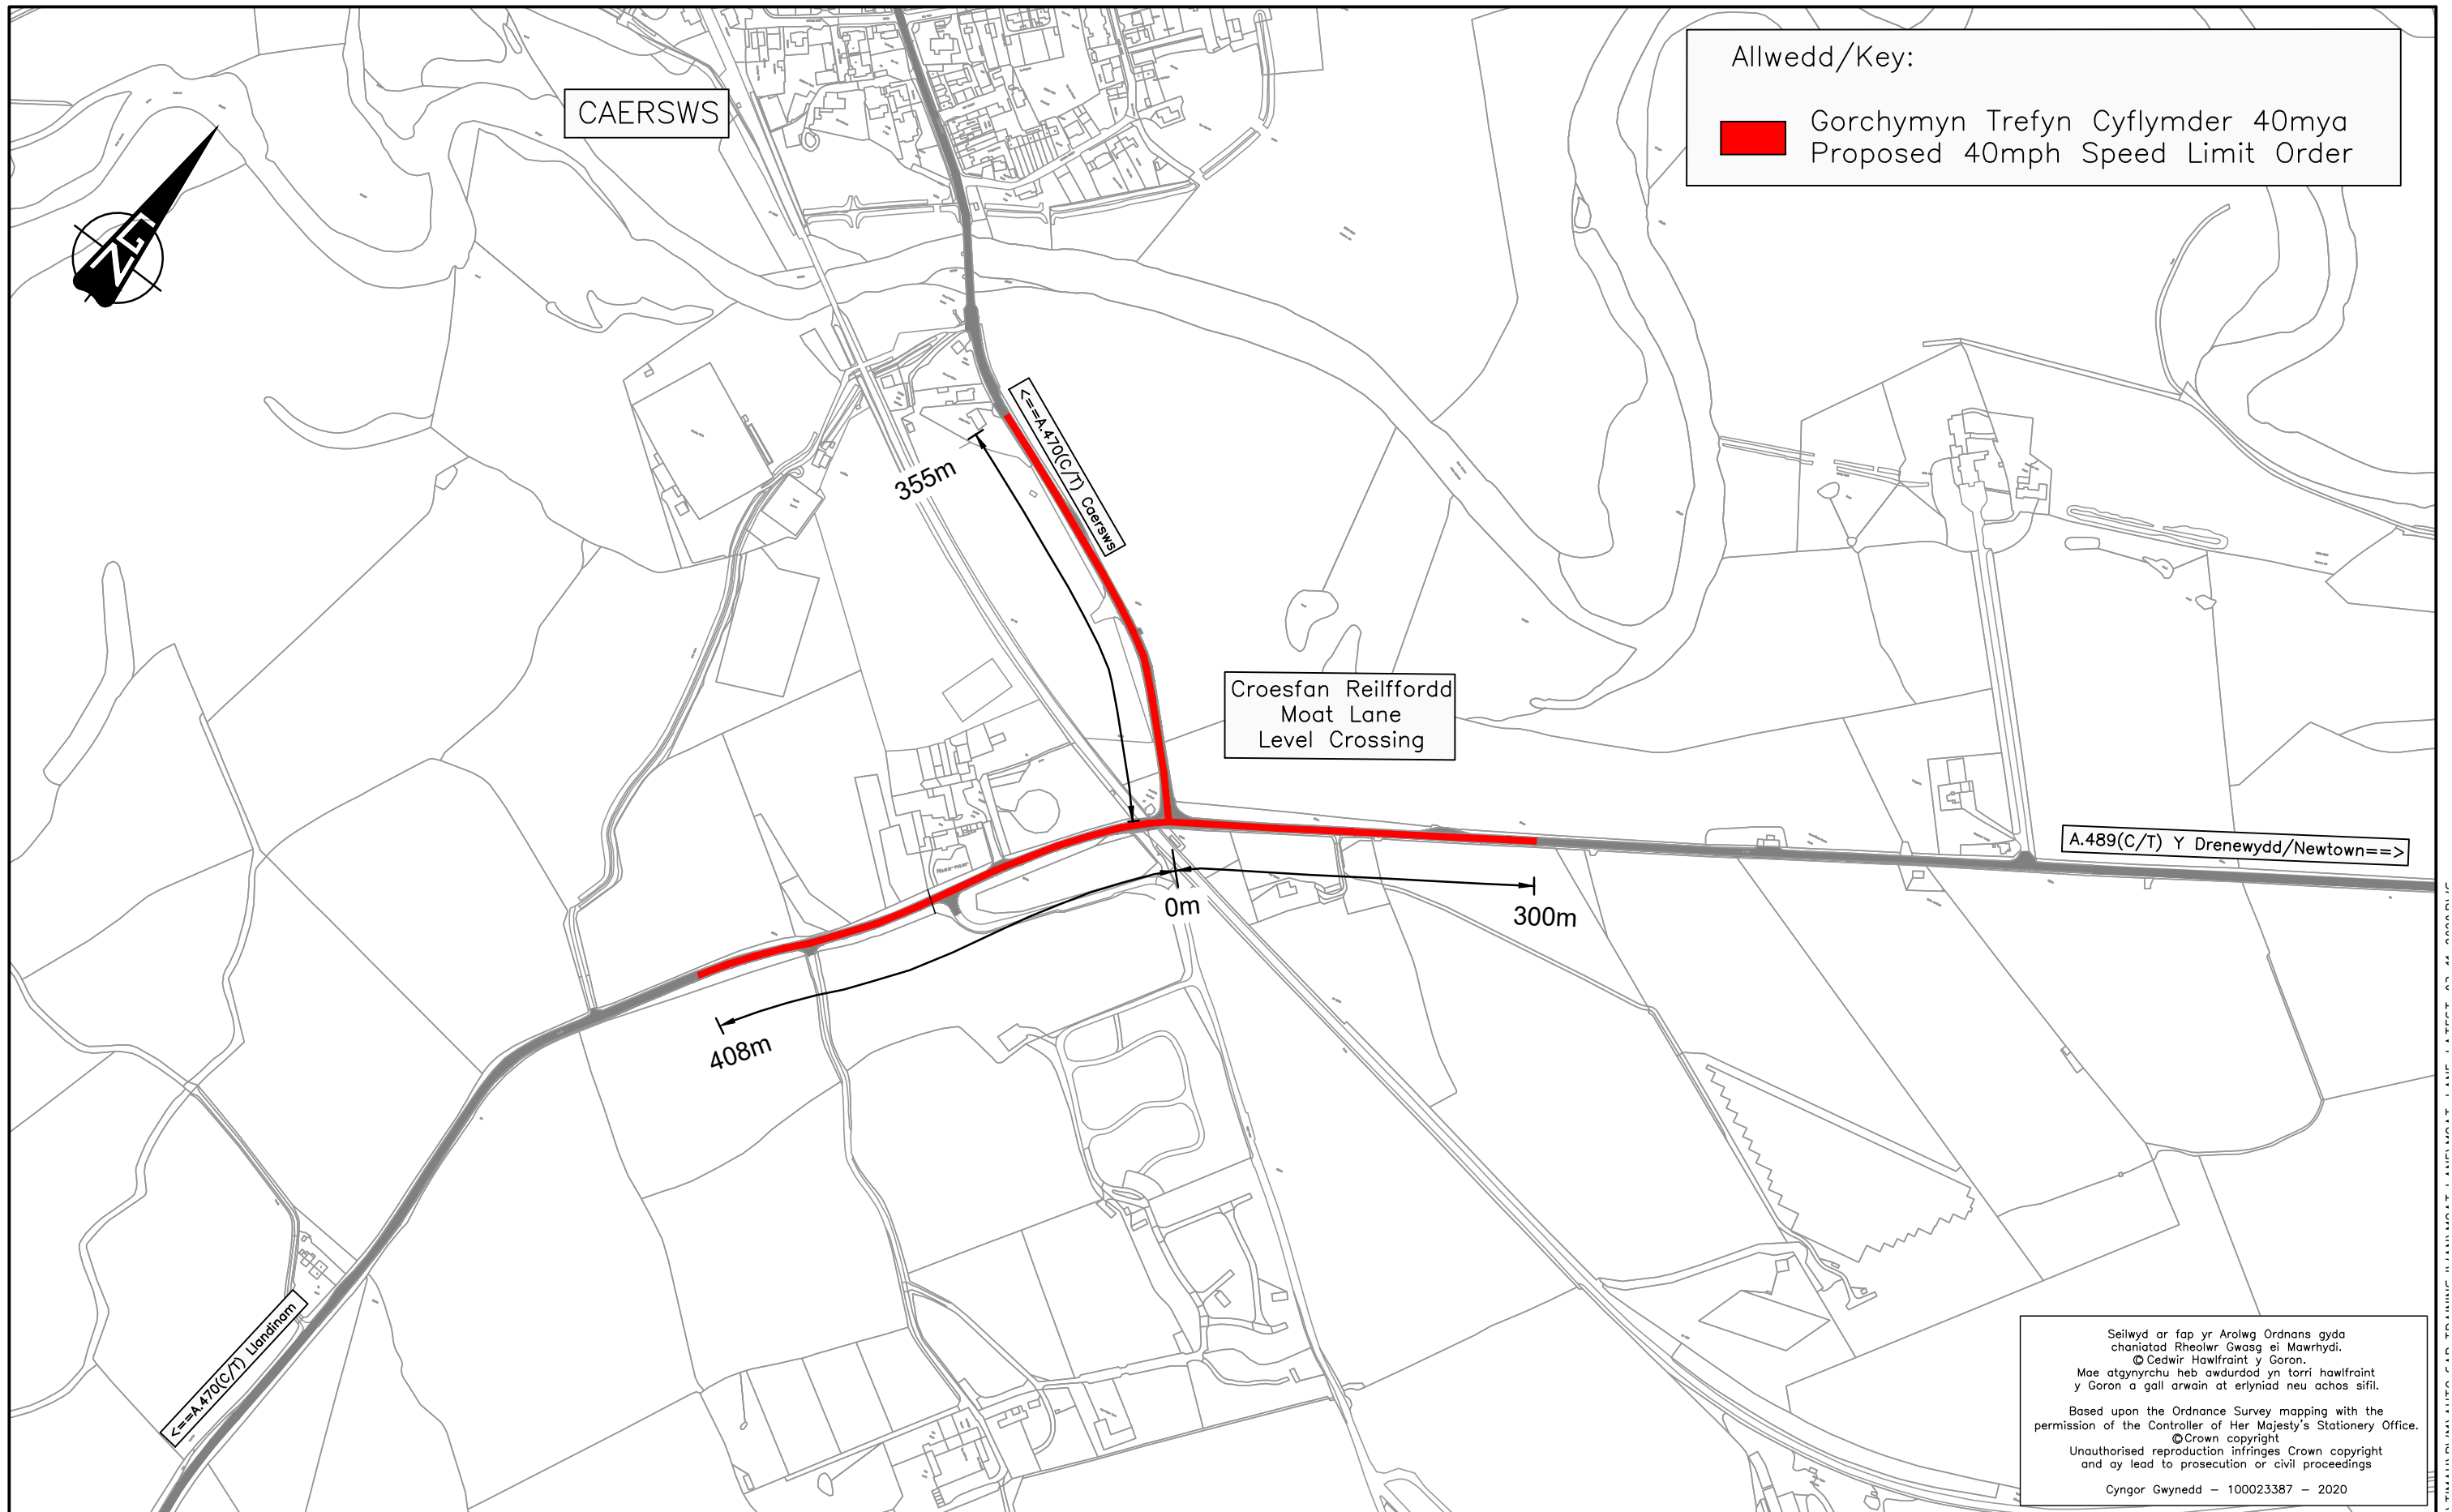 CAERSWS
Allwedd/Key:
Gorchymyn Trefyn Cyflymder 40mya
Proposed 40mph Speed Limit Order
N
<==A.470(C/T) Caersws
355m
Croesfan Reilffordd
Moat Lane
Level Crossing
A.489(C/T) Y Drenewydd/Newtown==>
0m
300m
408m
<==A.470(C/T) Llandinam
Seilwyd ar fap yr Arolwg Ordnans gyda
chaniatad Rheolwr Gwasg ei Mawrhydi.
© Cedwir Hawlfraint y Goron.
Mae atgynyrchu heb awdurdod yn torri hawlfraint
y Goron a gall arwain at erlyniad neu achos sifil.
Based upon the Ordnance Survey mapping with the
permission of the Controller of Her Majesty's Stationery Office.
© Crown copyright
Unauthorised reproduction infringes Crown copyright
and ay lead to prosecution or civil proceedings
Cyngor Gwynedd - 100023387 - 2020